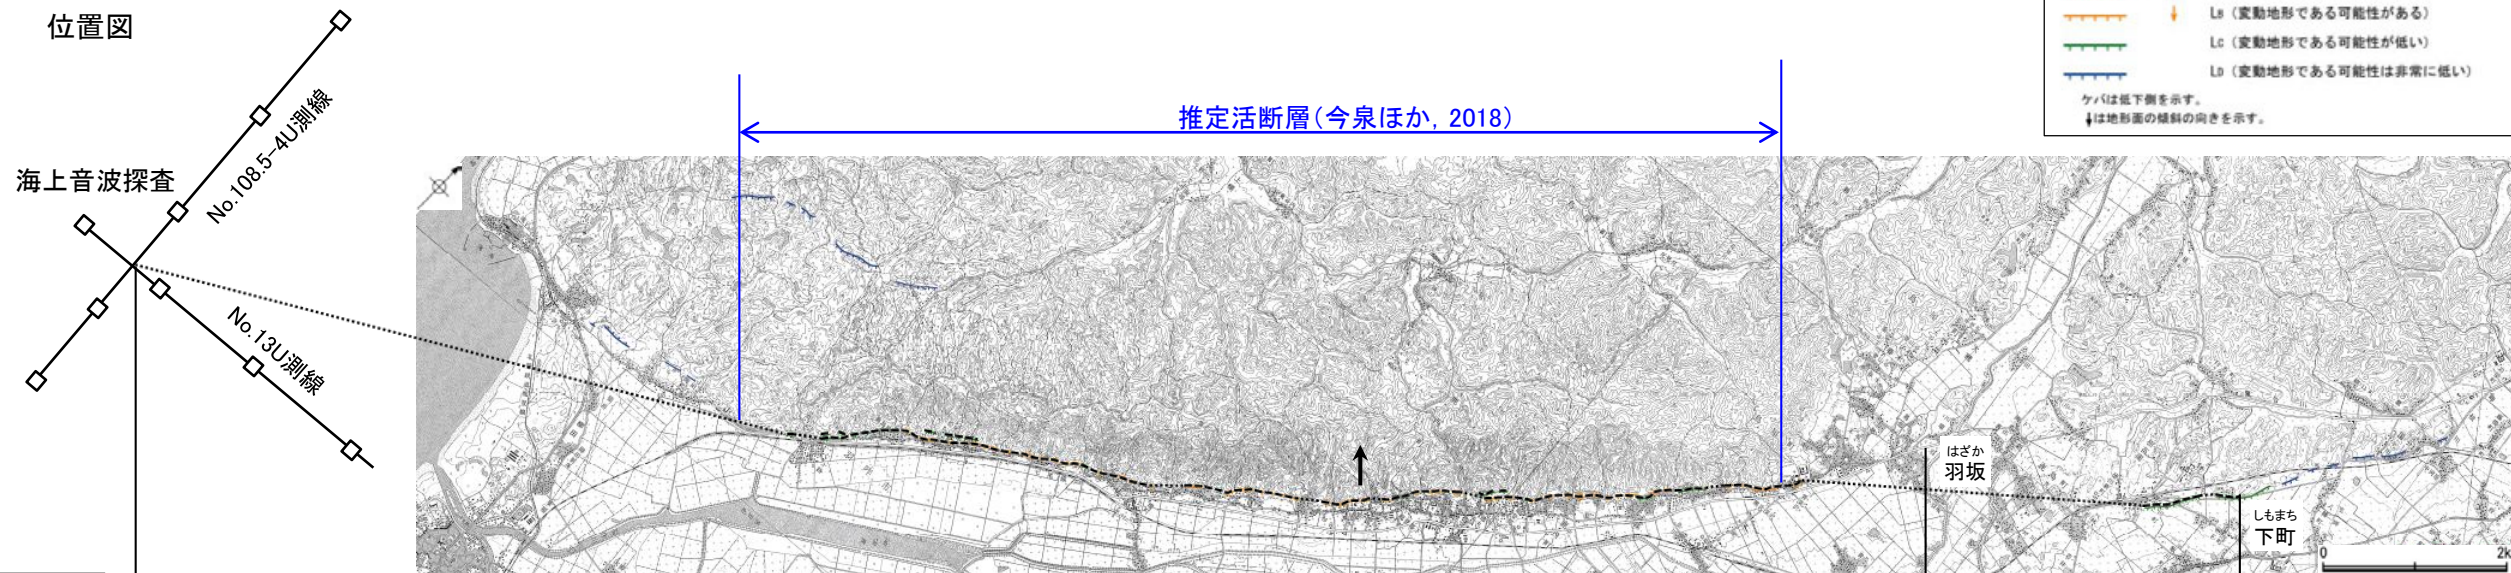 位置図
LB（変動地形である可能性がある）
LC（変動地形である可能性が低い）
LD（変動地形である可能性は非常に低い）
ケバは低下側を示す。
↓は地形面の傾斜の向きを示す。
推定活断層（今泉ほか，2018）
No.108.5-4U測線
海上音波探査
No.13U測線
はざか
羽坂
しもまち
下町
0
2k